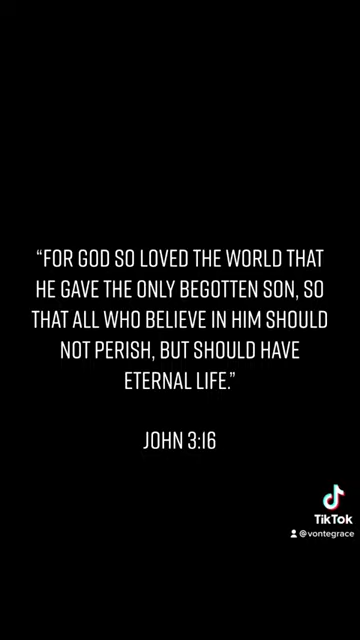 “FOR GOD SO LOVED THE WORLD THAT
HE GAVE THE ONLY BEGOTTEN SON, SO
THAT ALL WHO BELIEVE IN HIM SHOULD
NOT PERISH, BUT SHOULD HAVE
ETERNAL LIFE.”
JOHN 3:16
TikTok
@vontegrace